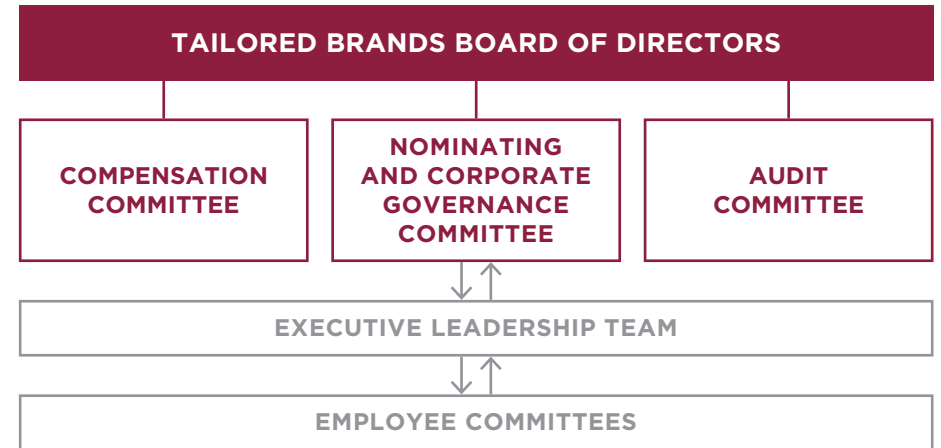 TAILORED BRANDS BOARD OF DIRECTORS
COMPENSATION
COMMITTEE
NOMINATING
AND CORPORATE
GOVERNANCE
COMMITTEE
AUDIT
COMMITTEE
EXECUTIVE LEADERSHIP TEAM
EMPLOYEE COMMITTEES